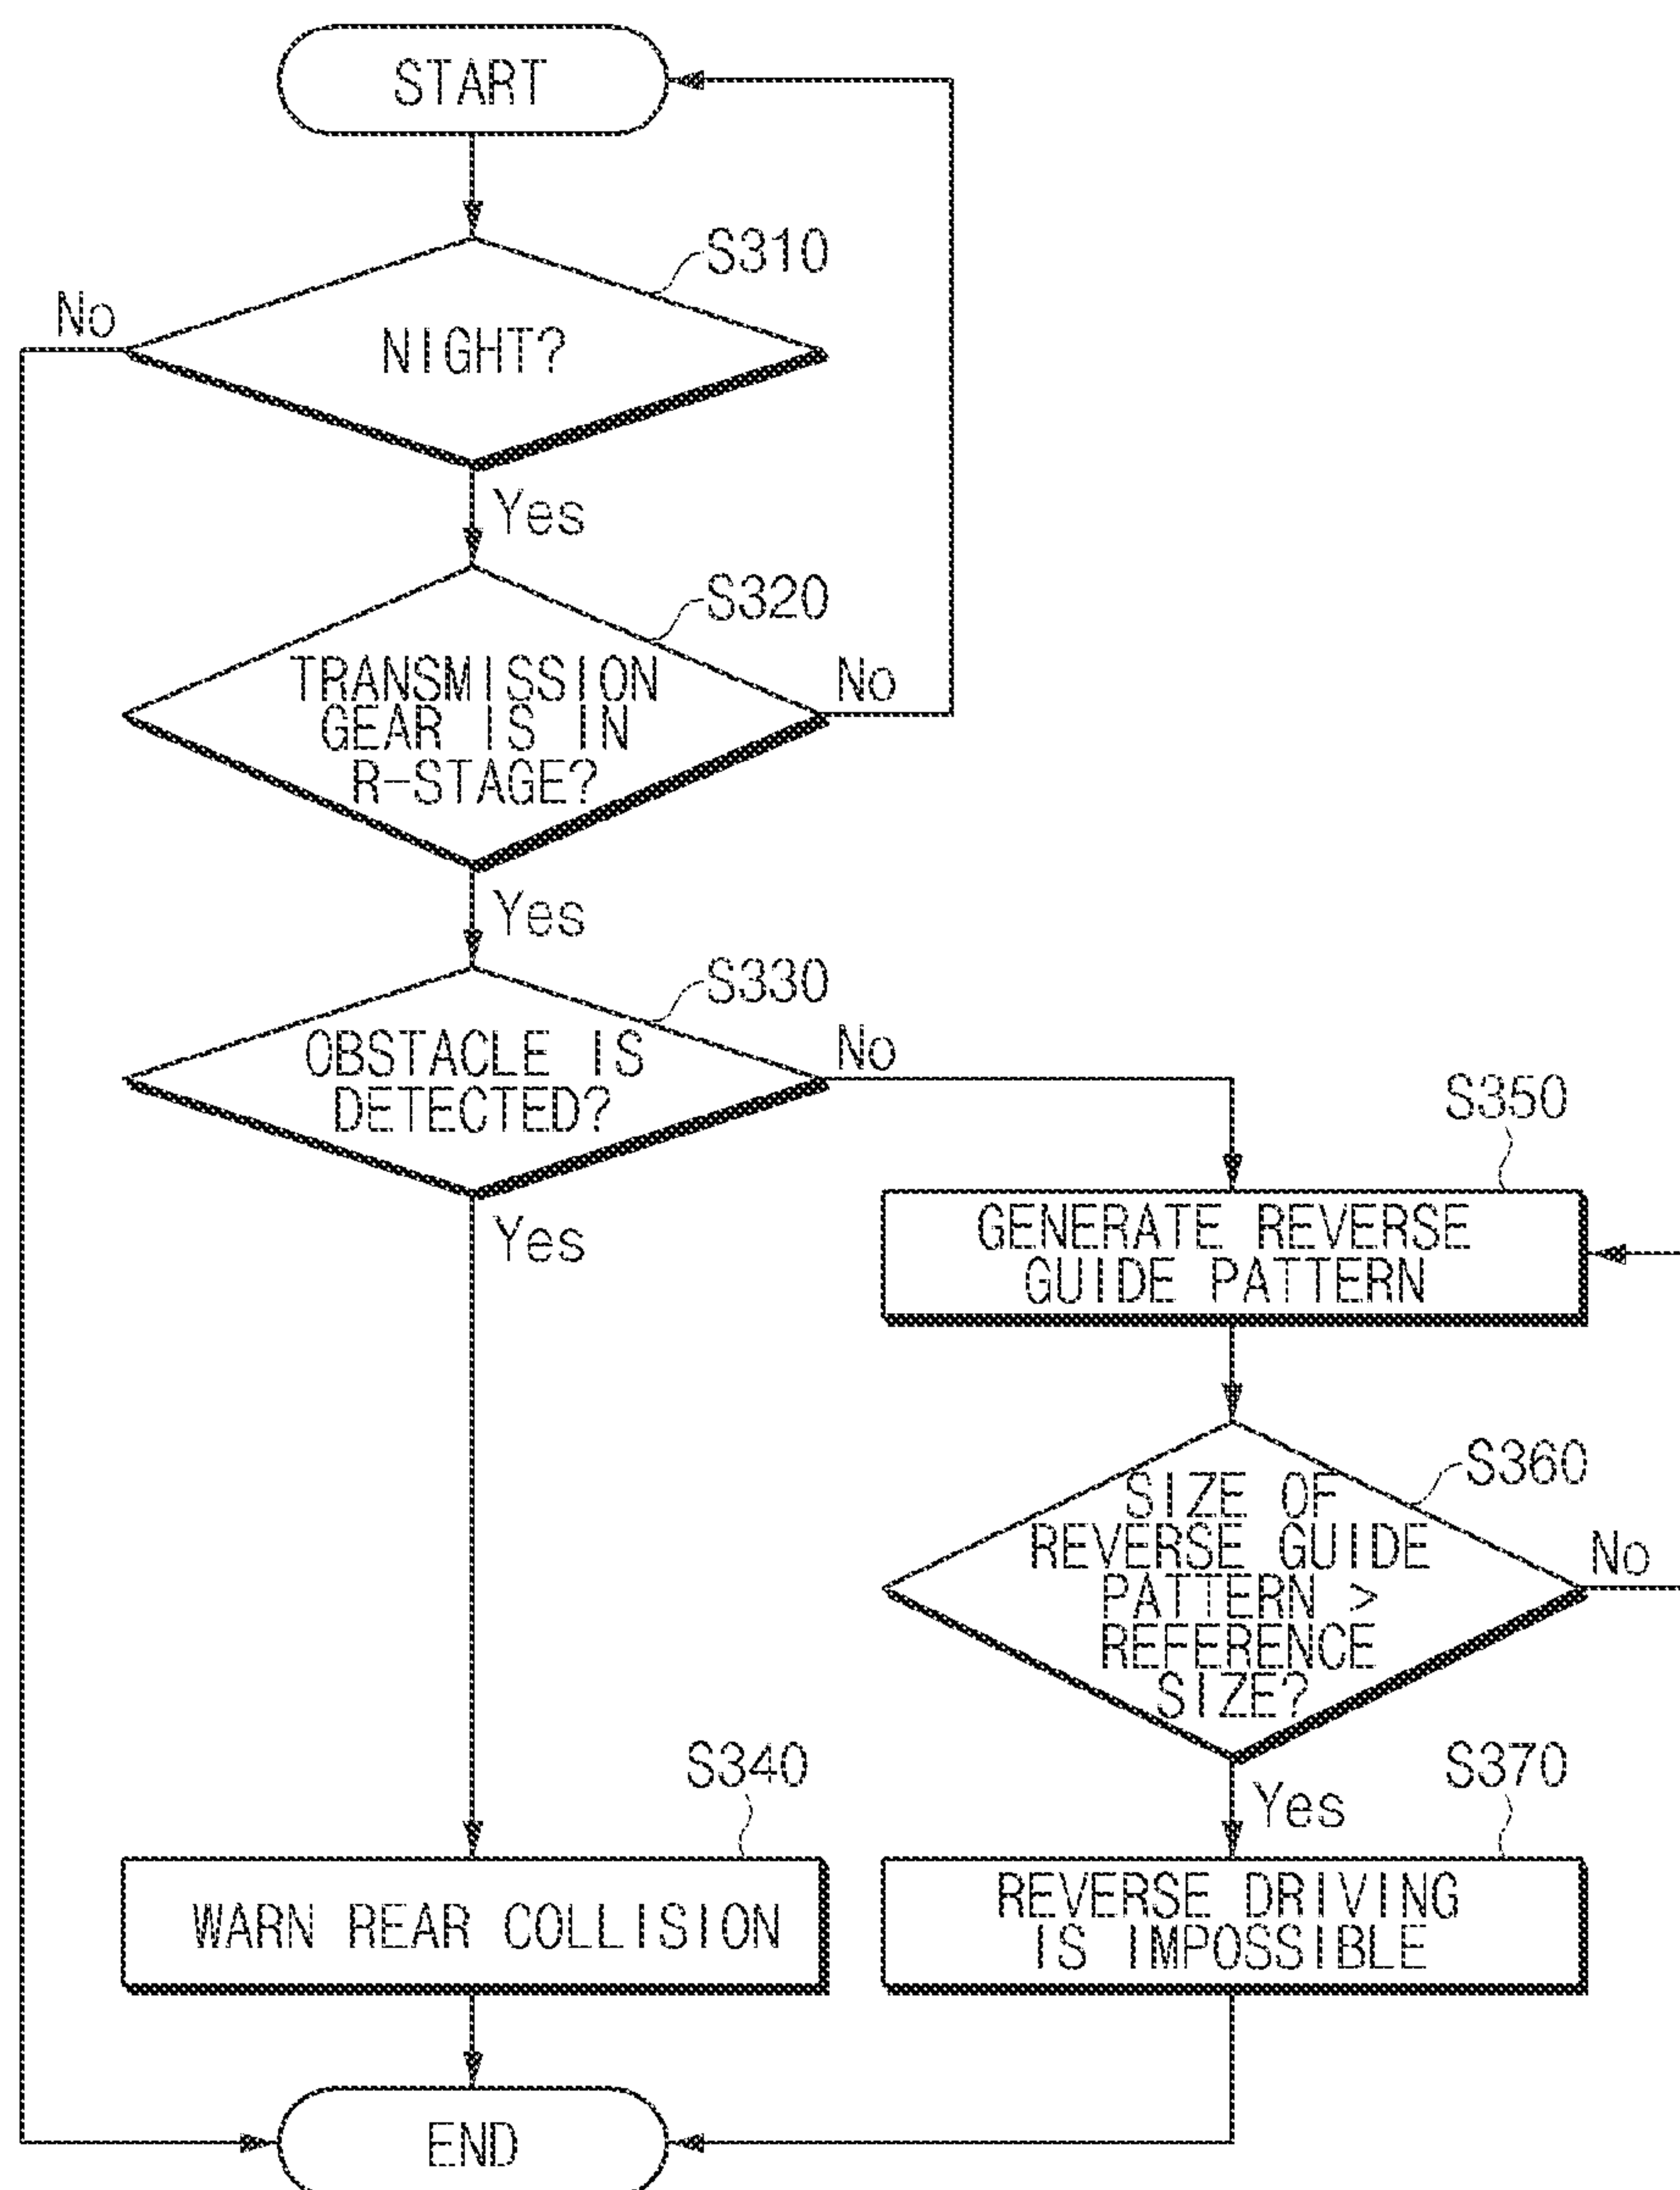 START
S310
No
NIGHT?
Yes
S320
TRANSMISSION
GEAR IS IN
R-STAGE?
No
Yes
S330
OBSTACLE IS
DETECTED?
No
Yes
S350
GENERATE REVERSE
GUIDE PATTERN
S360
SIZE OF
REVERSE GUIDE
PATTERN >
REFERENCE
SIZE?
No
Yes
S340
WARN REAR COLLISION
S370
REVERSE DRIVING
IS IMPOSSIBLE
END